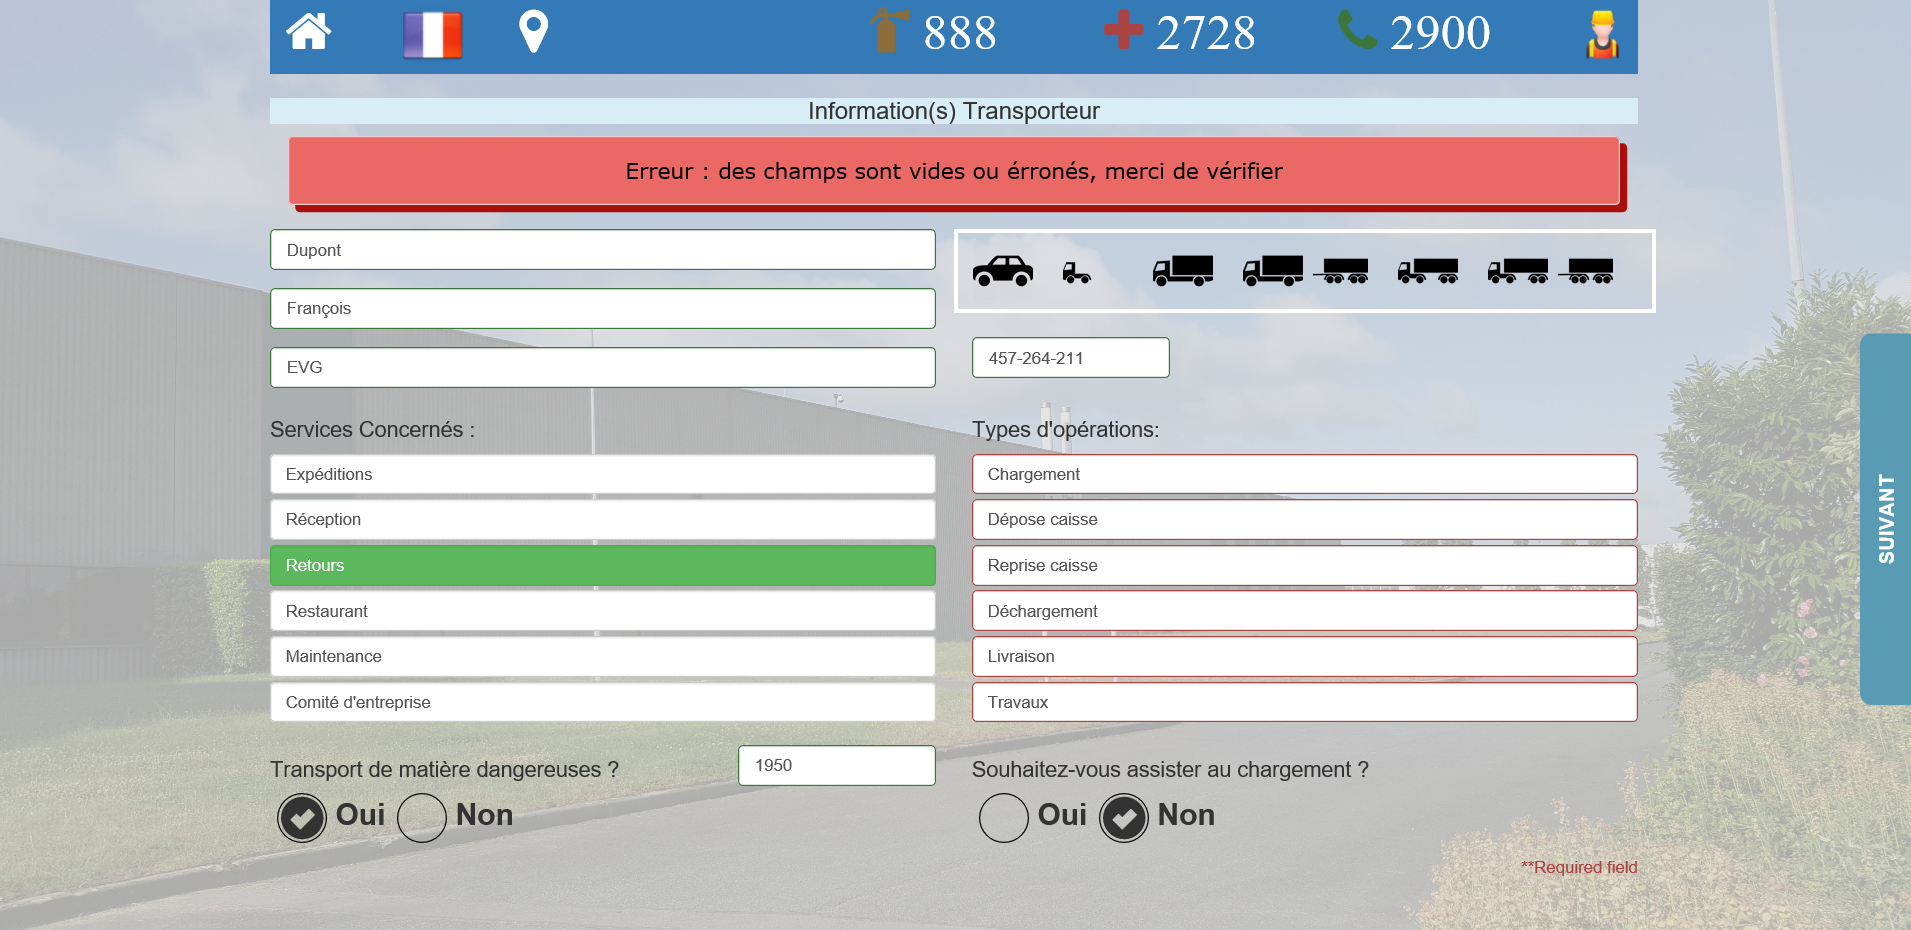 888
2728
2900
Information(s) Transporteur
Erreur : des champs sont vides ou érronés, merci de vérifier
Dupont
François
EVG
457-264-211
Services Concernés :
Expéditions
Réception
Retours
Restaurant
Maintenance
Comité d'entreprise
Types d'opérations:
Chargement
Dépose caisse
Reprise caisse
Déchargement
Livraison
Travaux
Transport de matière dangereuses ?
1950
Oui Non
Souhaitez-vous assister au chargement ?
Oui Non
**Required field
SUIVANT